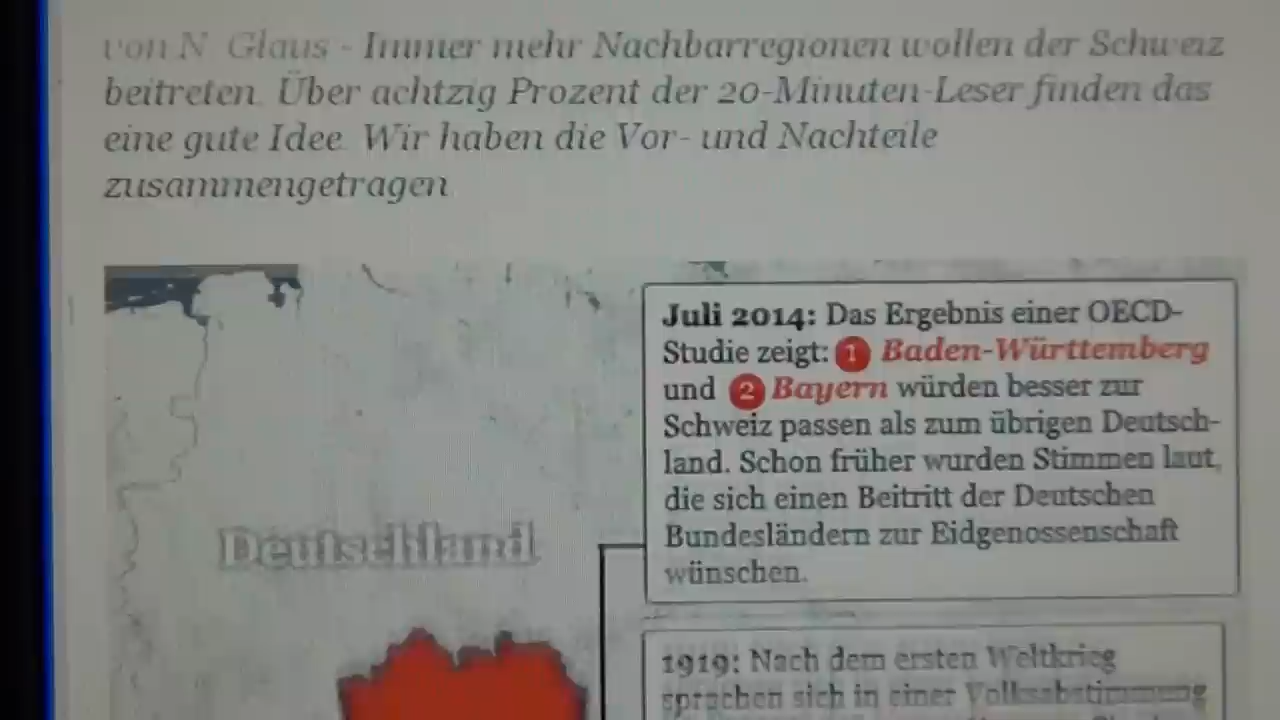 von N. Glaus - Immer mehr Nachbarregionen wollen der Schweiz
beitreten. Über achtzig Prozent der 20-Minuten-Leser finden das
eine gute Idee. Wir haben die Vor- und Nachteile
zusammengetragen
Juli 2014: Das Ergebnis einer OECD-
Studie zeigt: 1 Baden-Württemberg
und 2 Bayern würden besser zur
Schweiz passen als zum übrigen Deutsch-
land. Schon früher wurden Stimmen laut,
die sich einen Beitritt der Deutschen
Bundesländern zur Eidgenossenschaft
wünschen.
Deutschland
1919: Nach dem ersten Weltkrieg
sprachen sich in einer Volksabstimmung